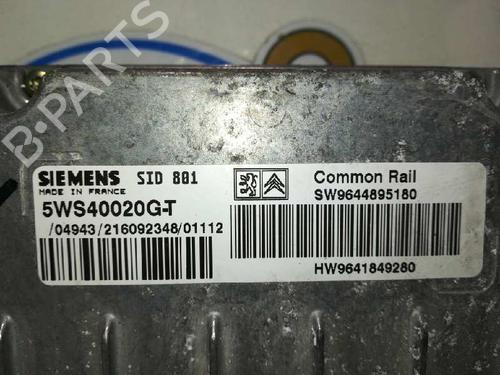 B-PARTS
SIEMENS SID 801
MADE IN FRANCE
5WS40020G-T
/04943/216092348/01112
Common Rail
SW9644895180
HW9641849280